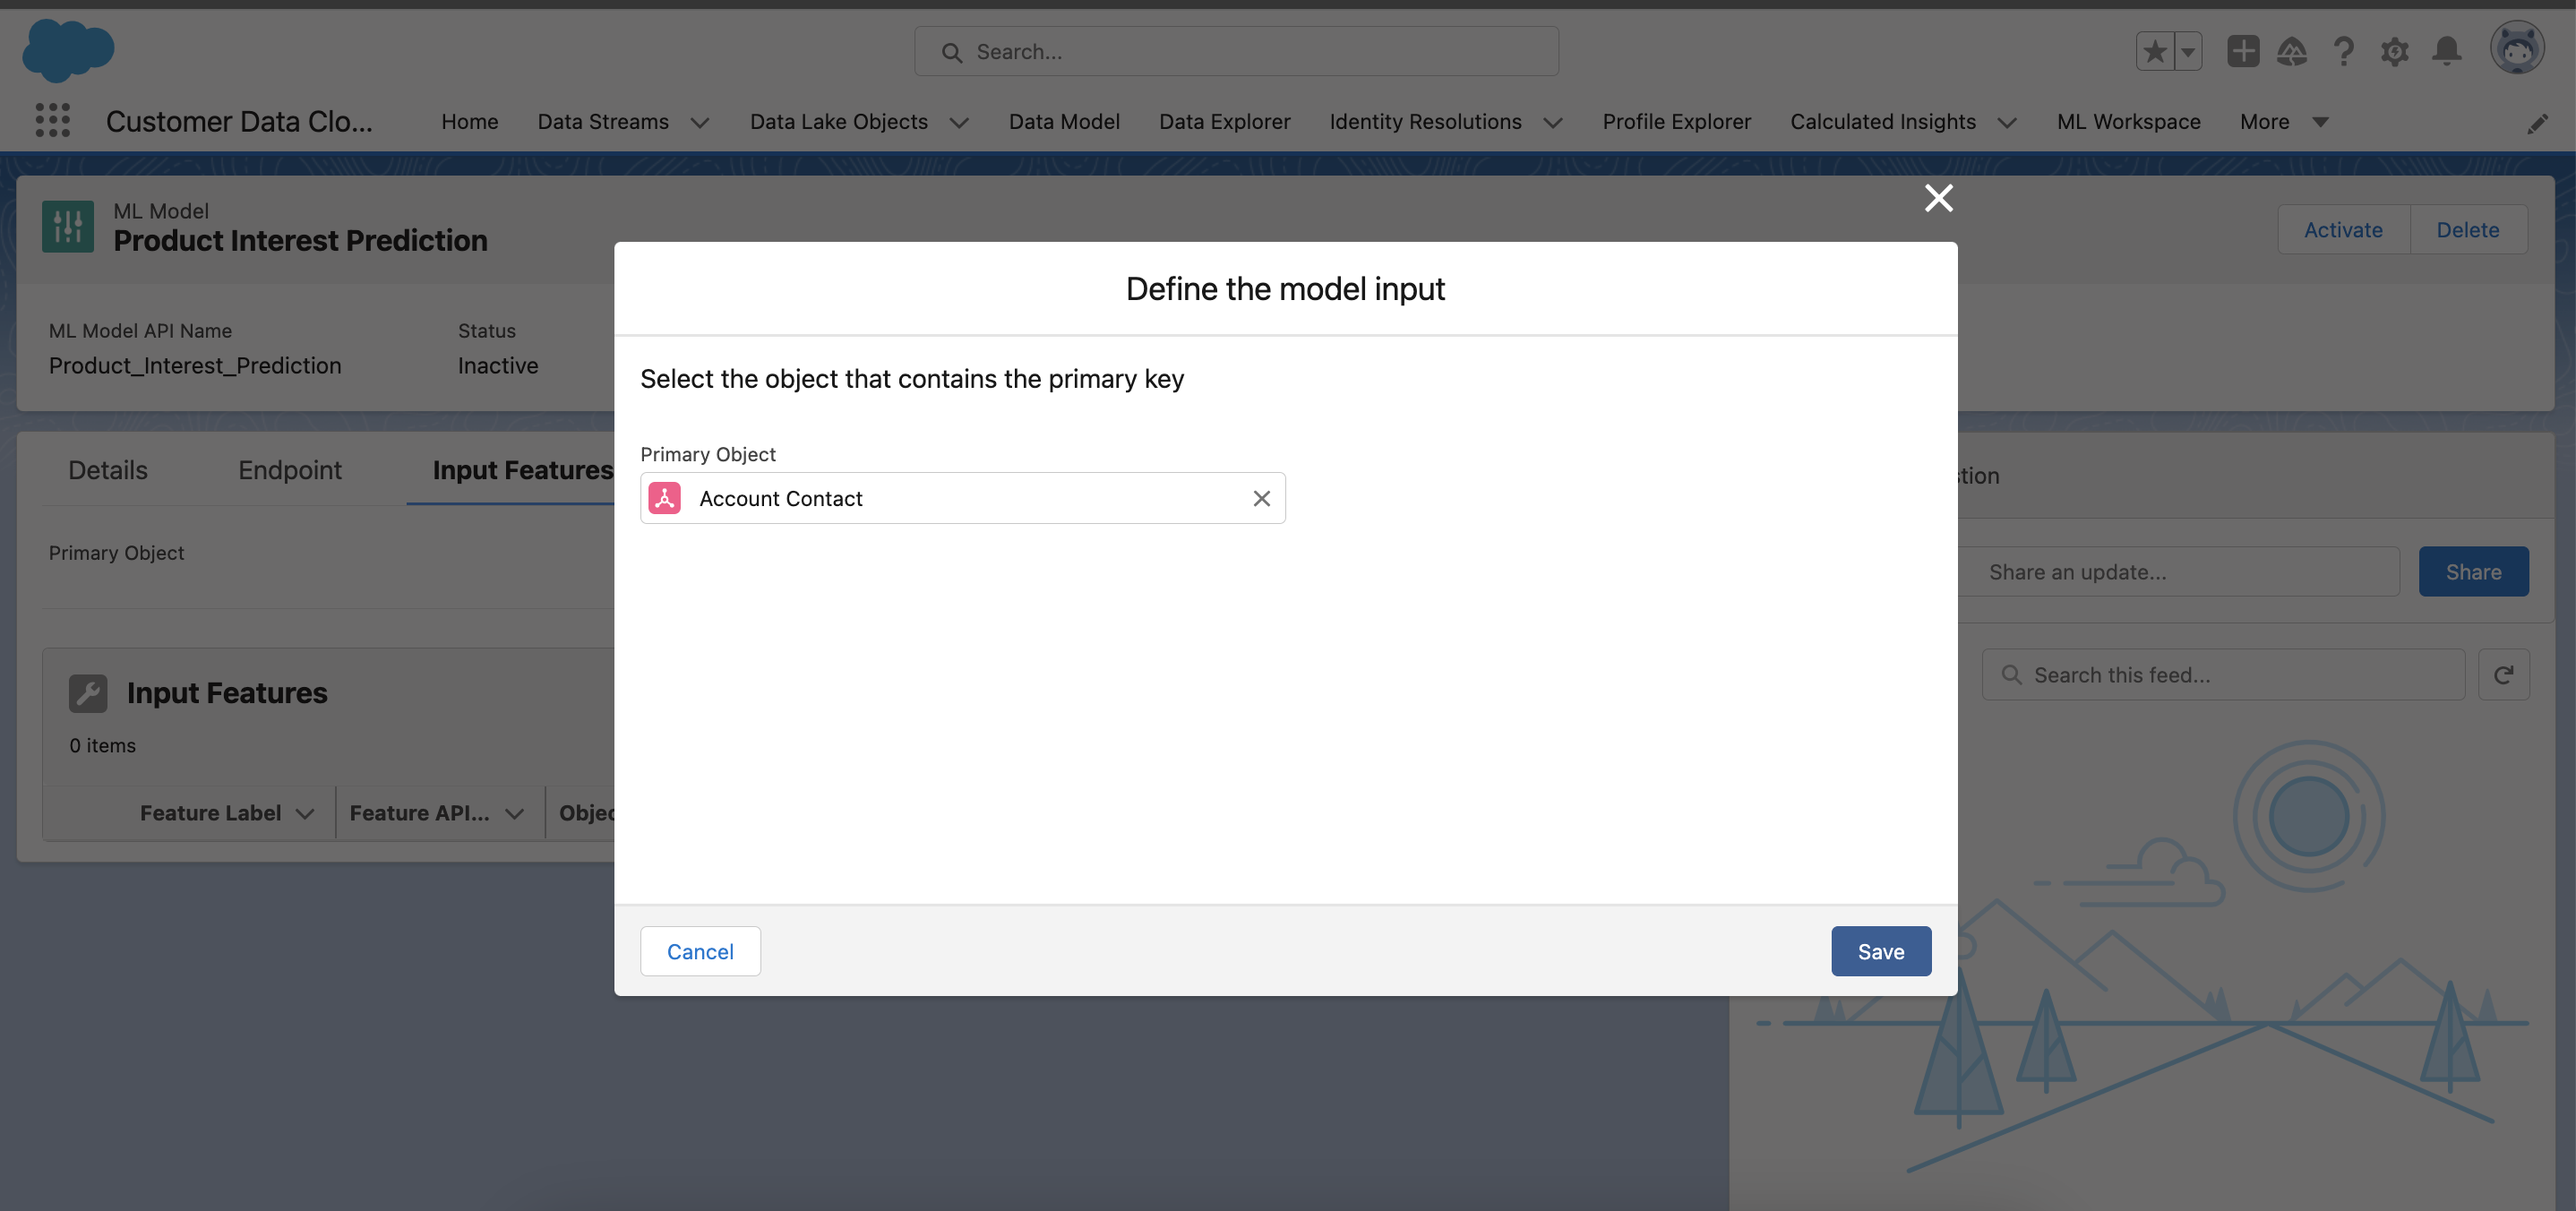 Search...
Customer Data Clo...
Home
Data Streams
Data Lake Objects
Data Model
Data Explorer
Identity Resolutions
Profile Explorer
Calculated Insights
ML Workspace
More
ML Model
Product Interest Prediction
Activate
Delete
ML Model API Name
Product_Interest_Prediction
Status
Inactive
Define the model input
Select the object that contains the primary key
Primary Object
Account Contact
Cancel
Save
Details
Endpoint
Input Features
Primary Object
Input Features
0 items
Feature Label
Feature API...
Objec
stion
Share an update...
Share
Search this feed...